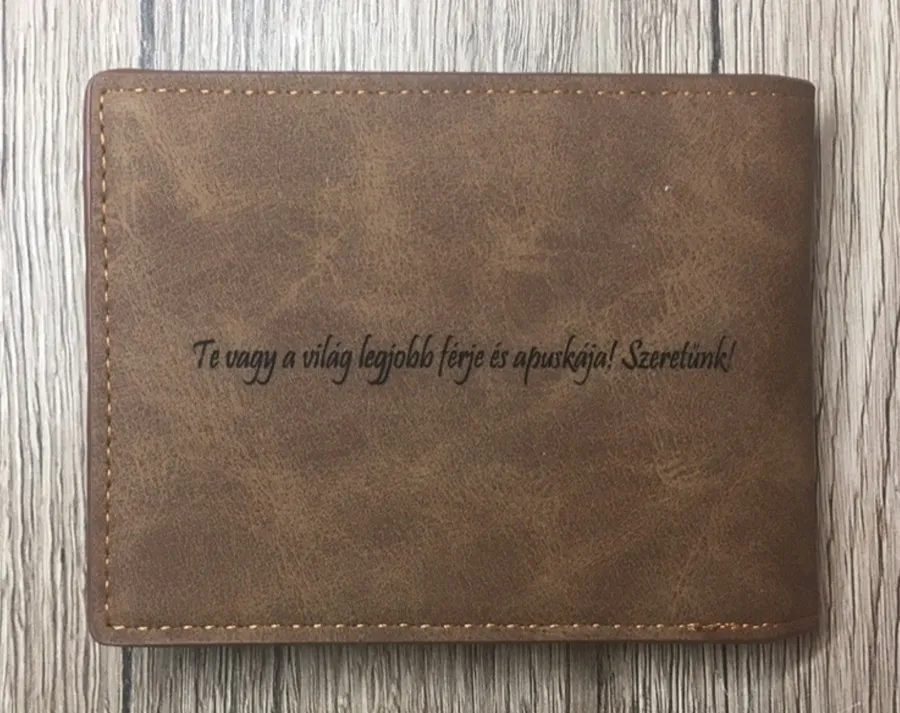 Te vagy a világ legjobb férje és apuskája! Szeretünk!